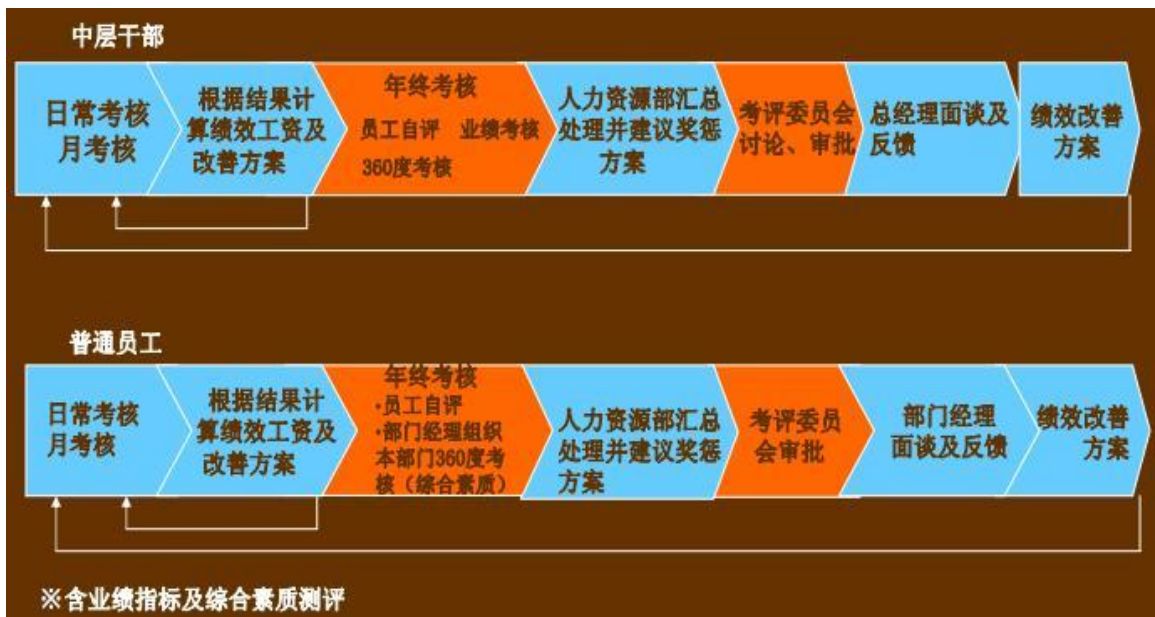 中层干部
日常考核
月考核
根据结果计
算绩效工资及
改善方案
年终考核
员工自评 业绩考核
360度考核
人力资源部汇总
处理并建议奖惩
方案
考评委员会
讨论、审批
总经理面谈及
反馈
绩效改善
方案
普通员工
日常考核
月考核
根据结果计
算绩效工资及
改善方案
年终考核
·员工自评
·部门经理组织
本部门360度考
核（综合素质）
人力资源部汇总
处理并建议奖惩
方案
考评委员
会审批
部门经理
面谈及反馈
绩效改善
方案
※含业绩指标及综合素质测评